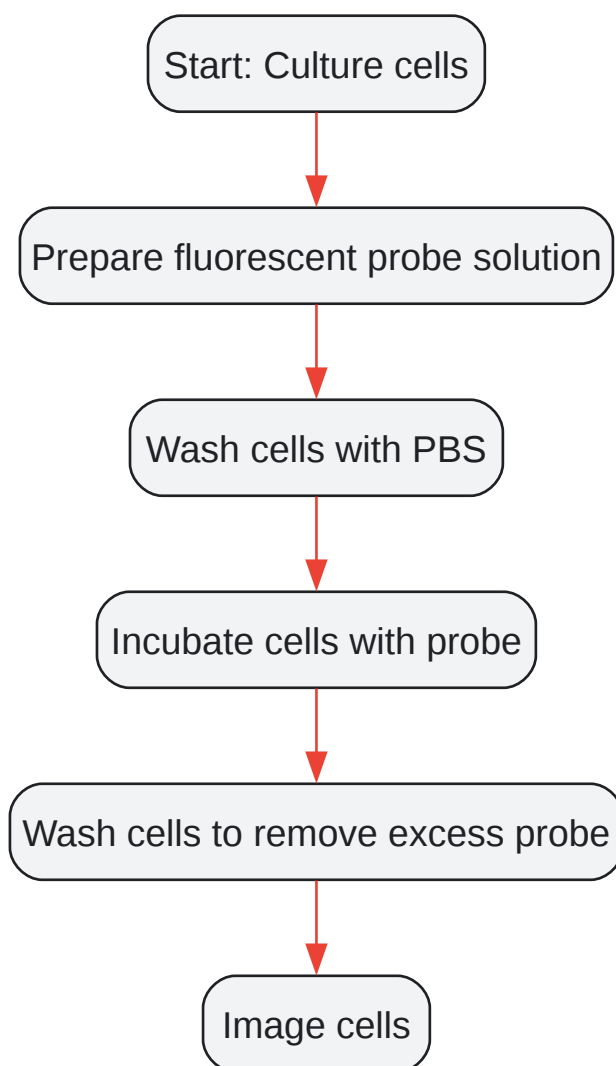 Start: Culture cells
Prepare fluorescent probe solution
Wash cells with PBS
Incubate cells with probe
Wash cells to remove excess probe
Image cells